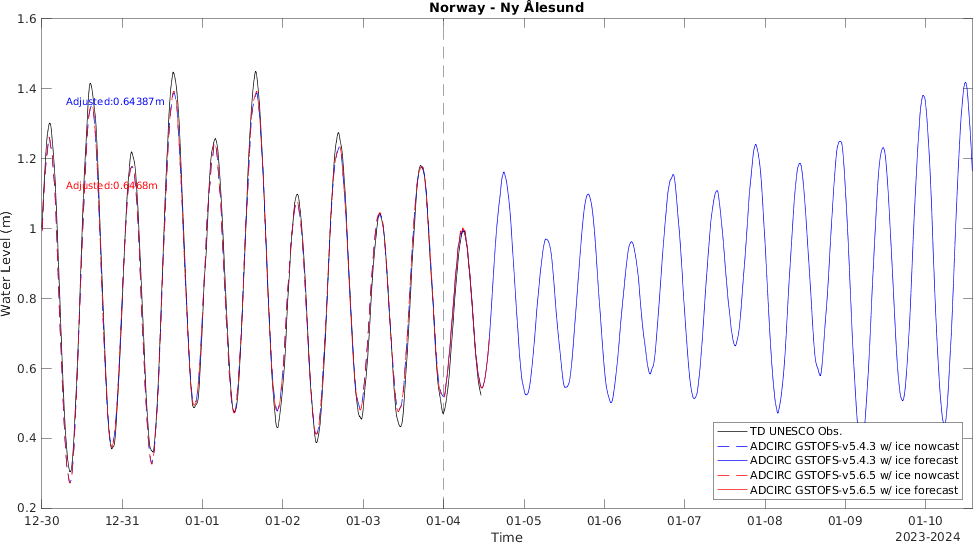 Norway - Ny Ålesund
1.6
1.4
1.2
1
0.8
0.6
0.4
0.2
Water Level (m)
Adjusted:0.64387m
Adjusted:0.6468m
TD UNESCO Obs.
ADCIRC GSTOFS-v5.4.3 w/ ice nowcast
ADCIRC GSTOFS-v5.4.3 w/ ice forecast
ADCIRC GSTOFS-v5.6.5 w/ ice nowcast
ADCIRC GSTOFS-v5.6.5 w/ ice forecast
12-30 12-31 01-01 01-02 01-03 01-04 01-05 01-06 01-07 01-08 01-09 01-10
Time
2023-2024